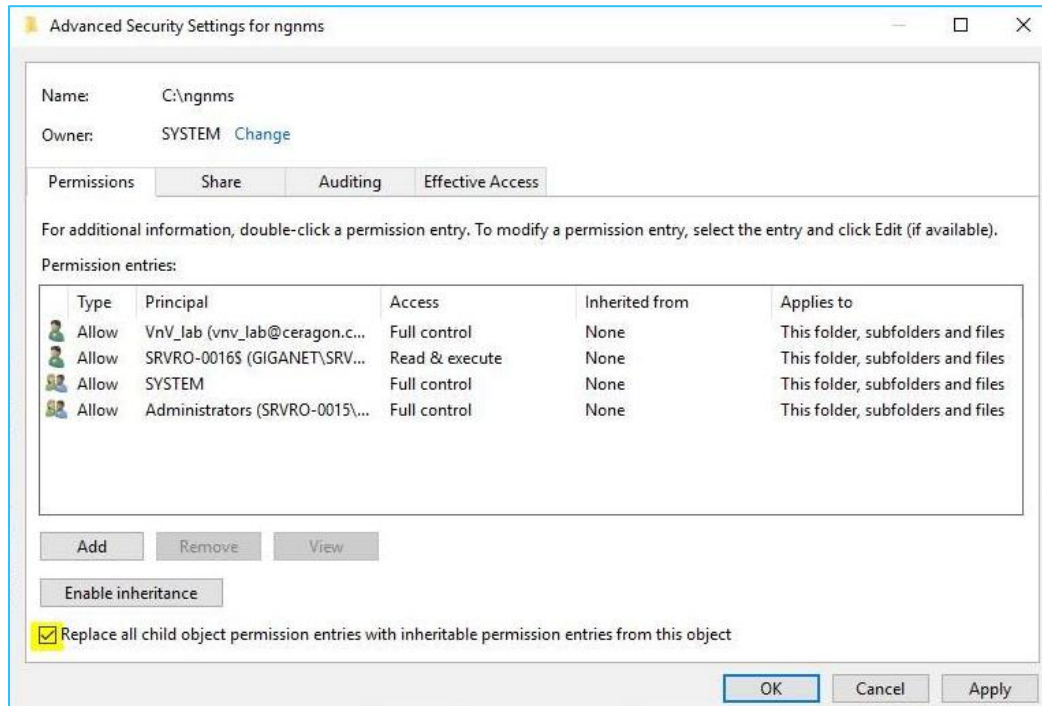 Advanced Security Settings for ngnms
Name: C:\ngnms
Owner: SYSTEM Change
Permissions Share Auditing Effective Access
For additional information, double-click a permission entry. To modify a permission entry, select the entry and click Edit (if available).
Permission entries:
Type Principal Access Inherited from Applies to
Allow VnV_lab (vnv_lab@ceragon.c... Full control None This folder, subfolders and files
Allow SRVRO-0016$ (GIGANET\SRV... Read & execute None This folder, subfolders and files
Allow SYSTEM Full control None This folder, subfolders and files
Allow Administrators (SRVRO-0015\... Full control None This folder, subfolders and files
Add Remove View
Enable inheritance
Replace all child object permission entries with inheritable permission entries from this object
OK Cancel Apply